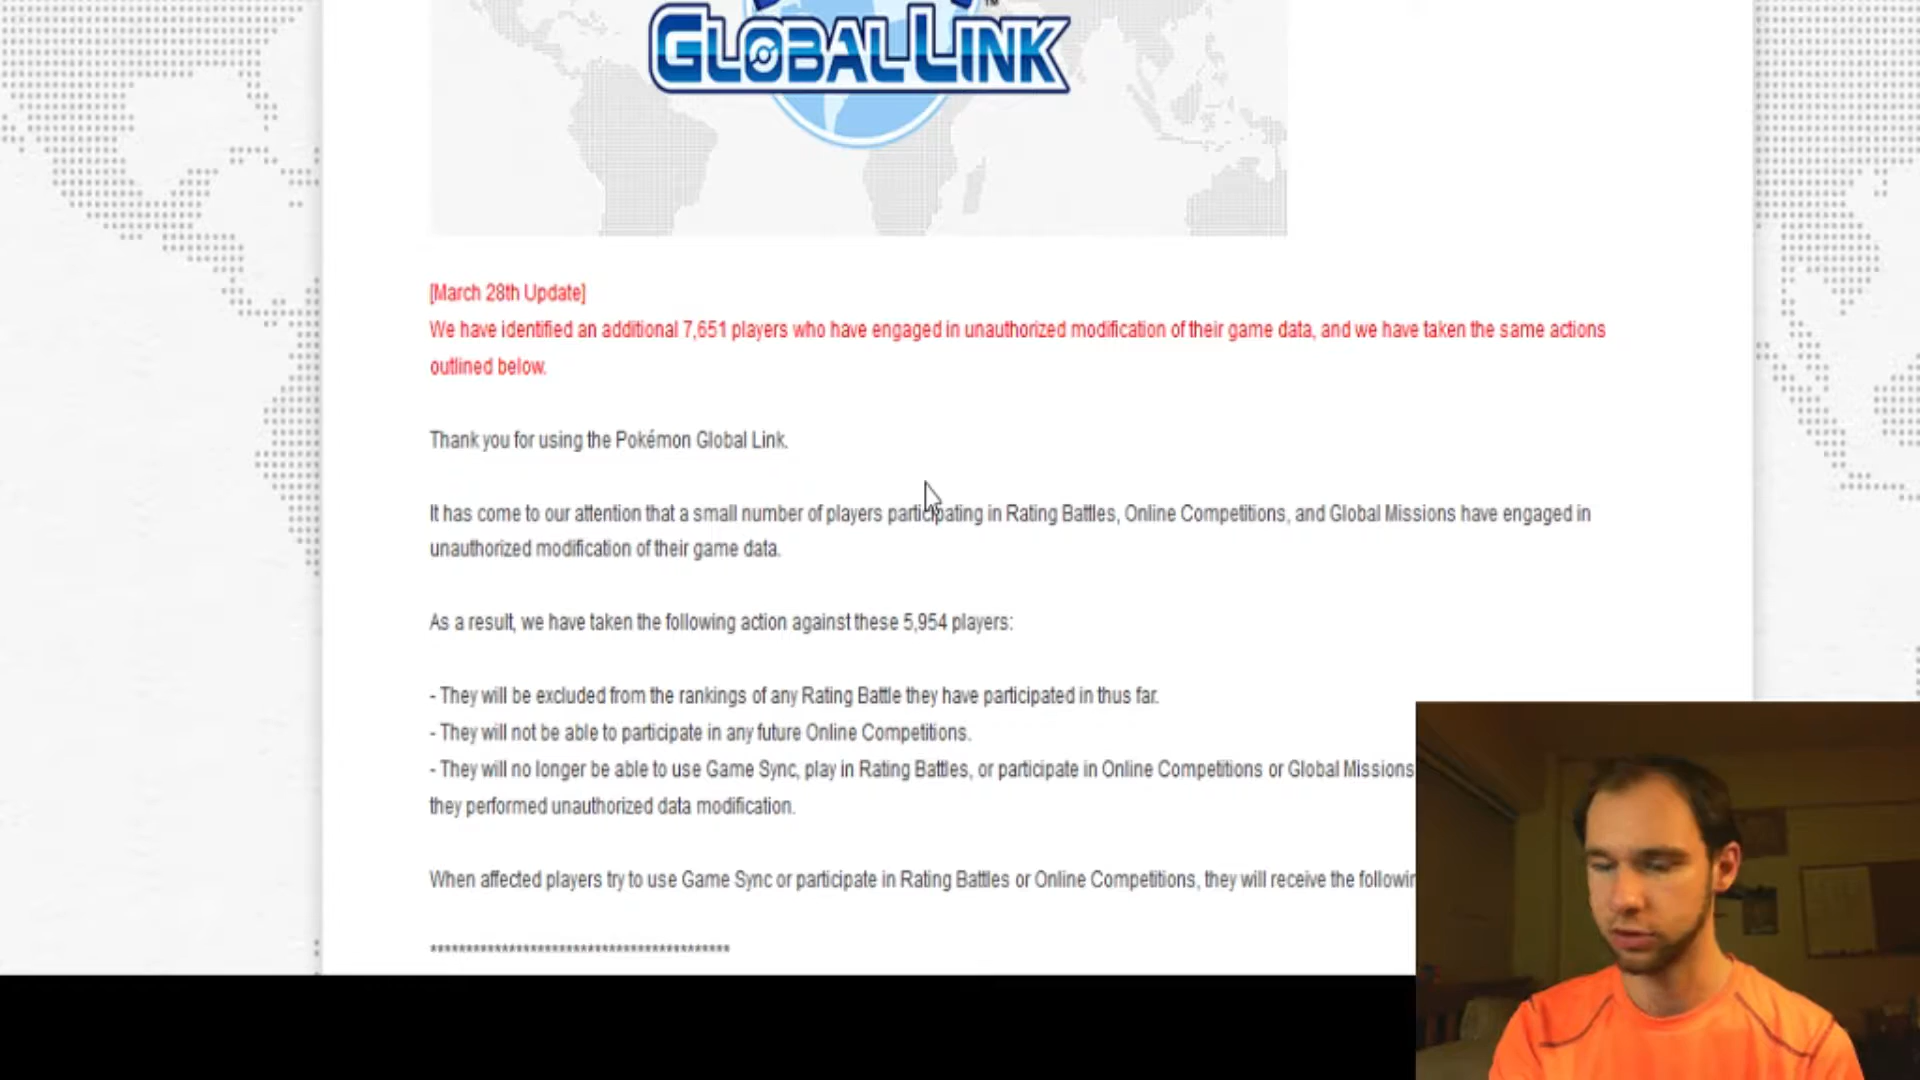 GLOBAL LINK
[March 28th Update]
We have identified an additional 7,651 players who have engaged in unauthorized modification of their game data, and we have taken the same actions
outlined below.
Thank you for using the Pokémon Global Link.
It has come to our attention that a small number of players participating in Rating Battles, Online Competitions, and Global Missions have engaged in
unauthorized modification of their game data.
As a result, we have taken the following action against these 5,954 players:
- They will be excluded from the rankings of any Rating Battle they have participated in thus far.
- They will not be able to participate in any future Online Competitions.
- They will no longer be able to use Game Sync, play in Rating Battles, or participate in Online Competitions or Global Missions
they performed unauthorized data modification.
When affected players try to use Game Sync or participate in Rating Battles or Online Competitions, they will receive the followin
******************************************